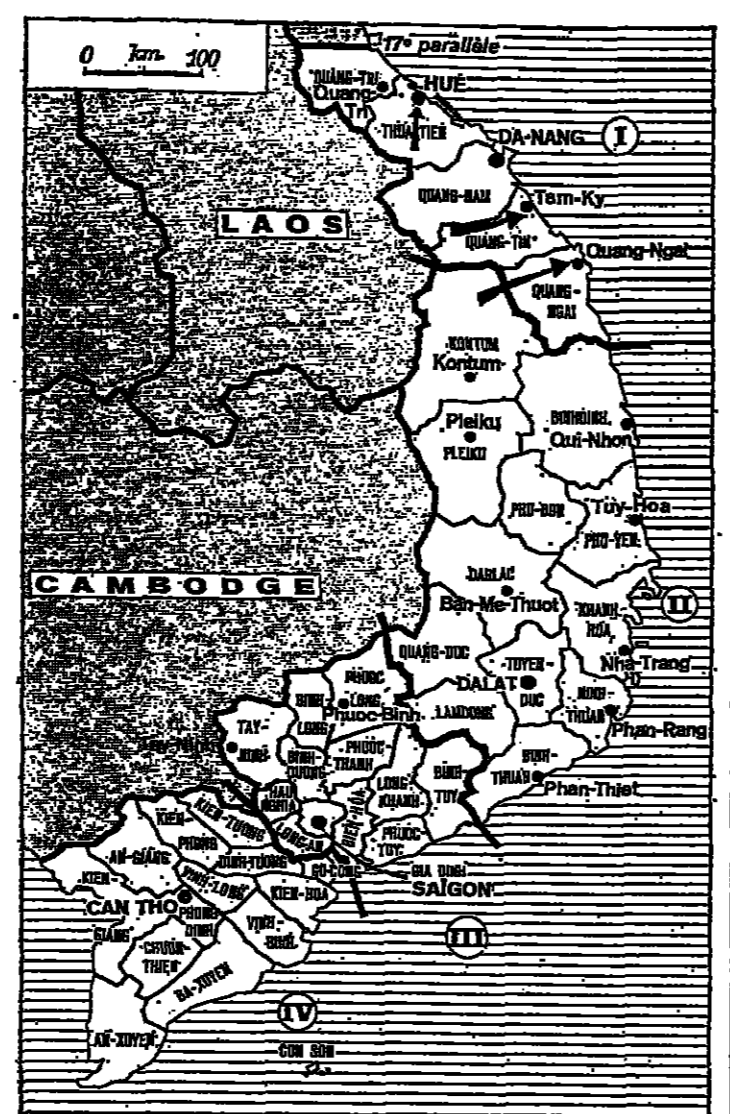 17e parallèle
0 km 100
QUANG-TRI
Quang-
Tri
HUÉ
THUA-TIEN
DA-NANG
I
QUANG-NAM
Tam-Ky
LAOS
QUANG-TIN
Quang-Ngai
QUANG-
NGAI
KONTUM
Kontum
Pleiku
PLEIKU
BINH-DINH
Qui-Nhon
PHU-BON
Tuy-Hoa
PHU-YEN
CAMBODGE
DARLAC
Ban-Me-Thuot
KHANH-
HOA
II
Nha-Trang
QUANG-DUC
TUYEN-
DALAT
DUC
NINH-
THUAN
Phan-Rang
PHUOC
LONG
Phuoc-Binh
BINH
LONG
LAMDONG
TAY-
NINH
Tay-Ninh
BINH-
DUONG
PHUOC-
THANH
LONG
KHANH
BINH
TUY
BINH
THUAN
Phan-Thiet
HAU
NGHIA
BIEN-HOA
PHUOC-
TUY
KIEN-TUONG
LONG-AN
KIEN-
PHONG
DINH-TUONG
GO-CONG
GIA DINH
SAÏGON
AN-GIANG
KIEN-
GIANG
VINH-LONG
KIEN-HOA
CAN THO
PHONG
DINH
VINH-
BINH
III
CHUON-
THIEN
BA-XUYEN
IV
AN-XUYEN
CON SON